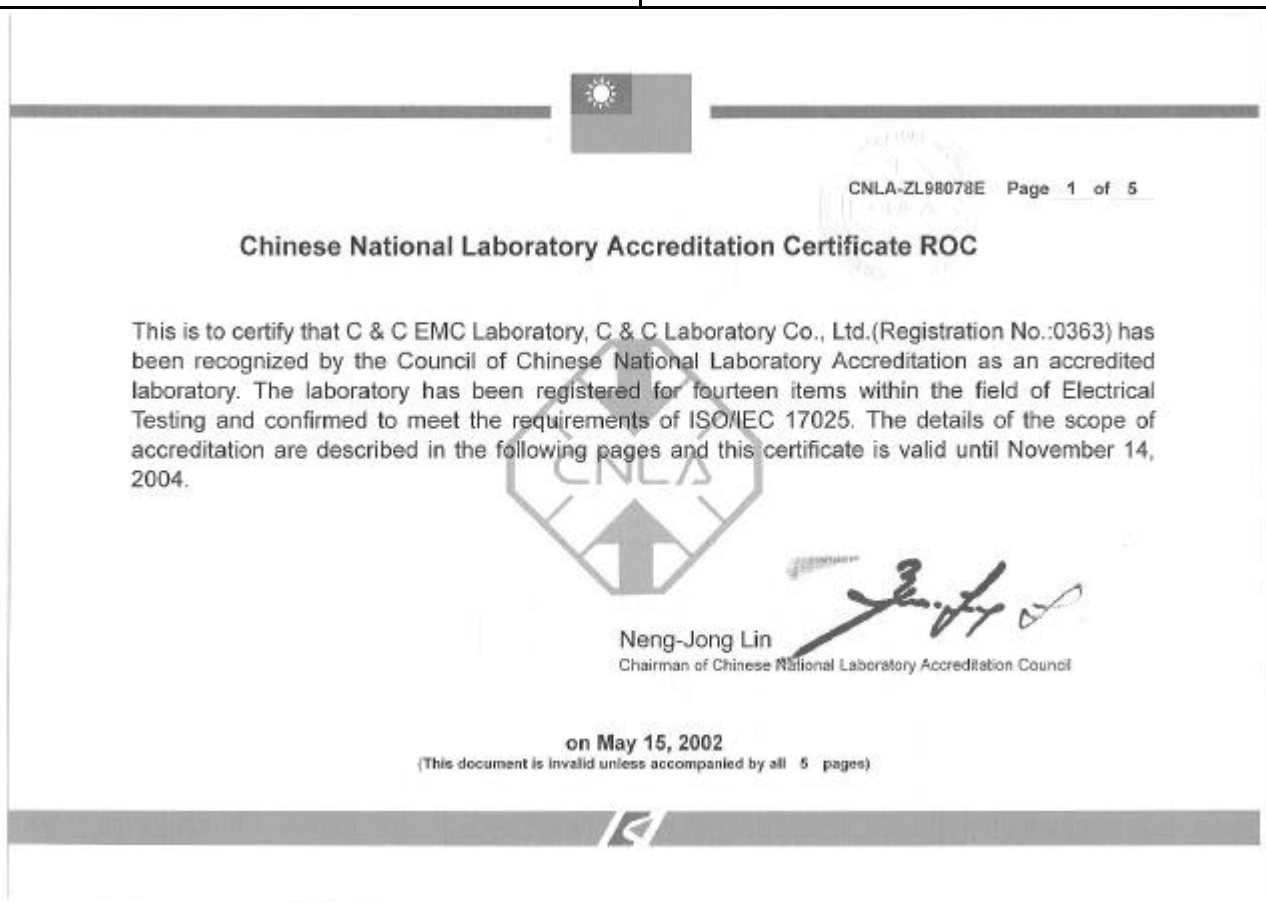 CNLA-ZL98078E Page 1 of 5
Chinese National Laboratory Accreditation Certificate ROC
This is to certify that C & C EMC Laboratory, C & C Laboratory Co., Ltd.(Registration No.:0363) has
been recognized by the Council of Chinese National Laboratory Accreditation as an accredited
laboratory. The laboratory has been registered for fourteen items within the field of Electrical
Testing and confirmed to meet the requirements of ISO/IEC 17025. The details of the scope of
accreditation are described in the following pages and this certificate is valid until November 14,
2004.
CNLA
Neng-Jong Lin
Chairman of Chinese National Laboratory Accreditation Council
on May 15, 2002
(This document is invalid unless accompanied by all 5 pages)